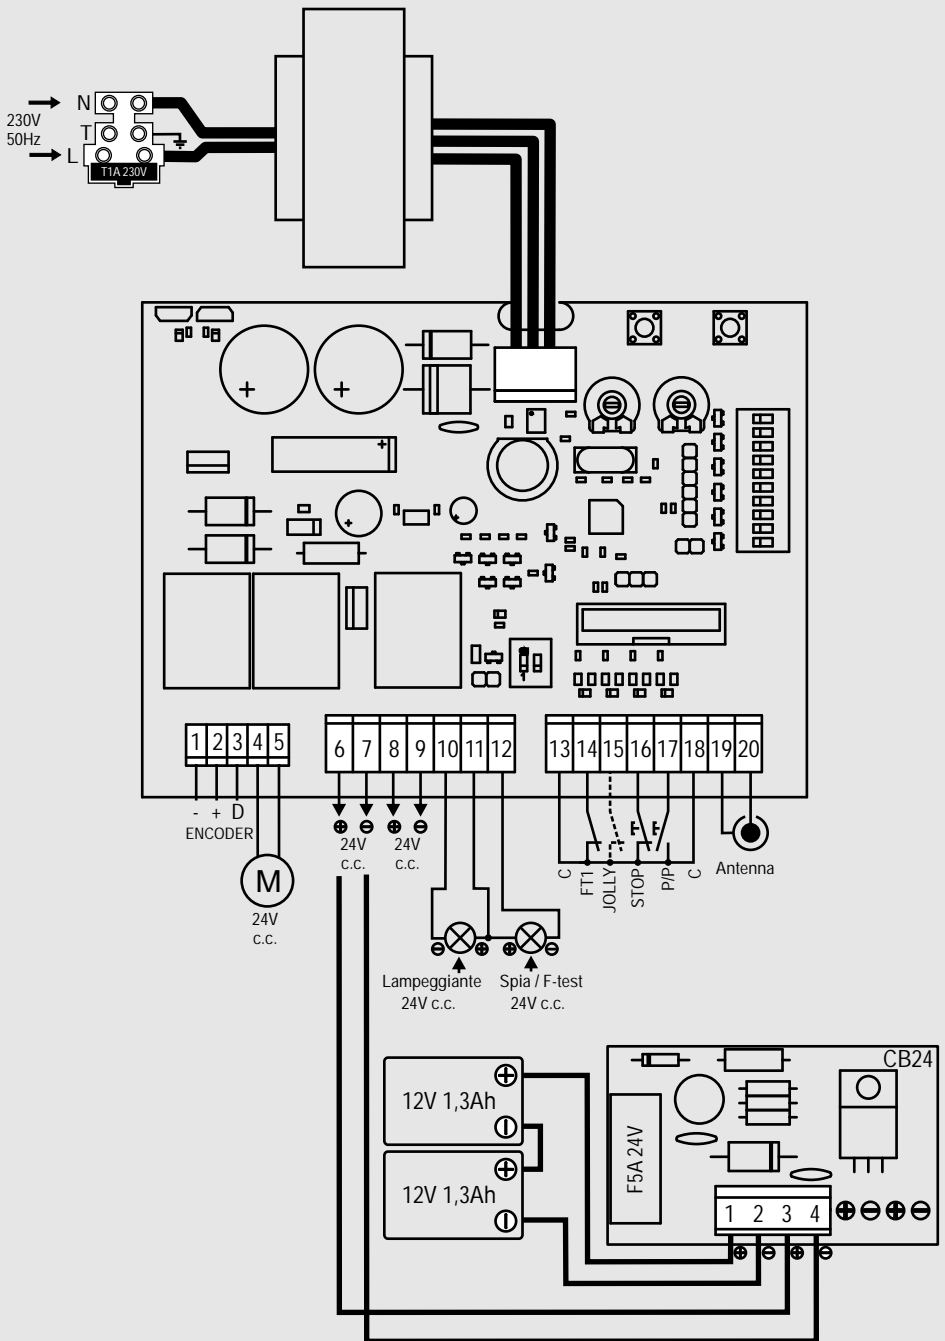 N
230V
50Hz
T
L
T1A 230V
+
+
+
+
+
1 2 3 4 5
6 7 8 9 10 11 12
13 14 15 16 17 18 19 20
- + D
ENCODER
M
24V
c.c.
24V
c.c.
24V
c.c.
C
FT1
JOLLY
STOP
P/P
C
Antenna
Lampeggiante
24V c.c.
Spia / F-test
24V c.c.
12V 1,3Ah
12V 1,3Ah
CB24
F5A 24V
1 2 3 4